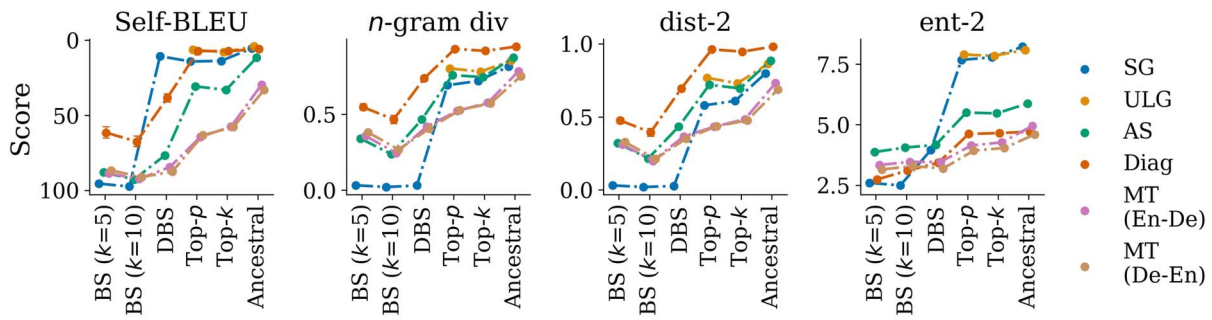 Self-BLEU
n-gram div
dist-2
ent-2
Score
0
50
100
0.5
0.0
1.0
0.5
0.0
7.5
5.0
2.5
BS (k=5)
BS (k=10)
DBS
Top-p
Top-k
Ancestral
BS (k=5)
BS (k=10)
DBS
Top-p
Top-k
Ancestral
BS (k=5)
BS (k=10)
DBS
Top-p
Top-k
Ancestral
BS (k=5)
BS (k=10)
DBS
Top-p
Top-k
Ancestral
SG
ULG
AS
Diag
MT
(En-De)
MT
(De-En)